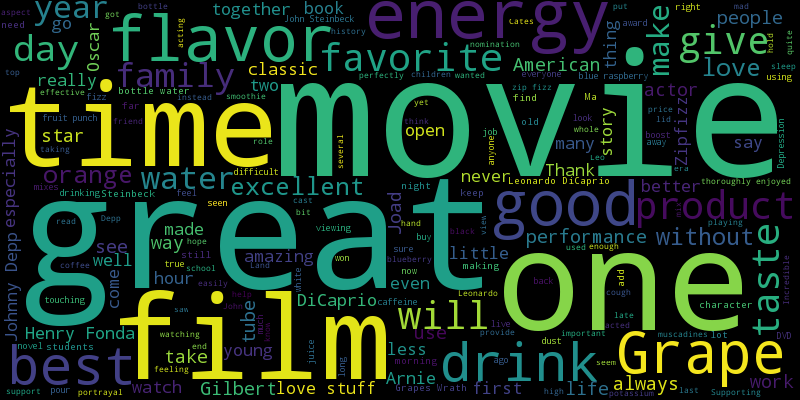 year
together
book
John Steinbeck
bottle
got
energy
Cates
put
award
right
mad
people
quite
aspect
need
go
Oscar
flavor
acting
history
nomination
thing
make
give
hold
day
favorite
American
love
top
really
family
classic
perfectly
children
wanted
everyone
blue raspberry
sleep
using
effective
fizz
bottle water
two
instead
smoothie
zip fizz
find
Ma
actor
price
lid
boost
away
Zipfizz
fruit punch
far
friend
time
movie
yet
think
open
job
anyone
old
look
whole
story
say
Depression
star
taking
role
several
difficult
many
Leo
era
orange
water
excellent
never
Thank
better
thoroughly enjoyed
mixes
drinking
Steinbeck
feel
night
Leonardo DiCaprio
especially
Johnny Depp
read
Depp
seen
cast
bit
Joad
keep
great
good
product
playing
made
viewing
hand
black
view
performance
without
see
way
hope
well
still
amazing
sure
buy
little
used
enough
taste
incredible
true
school
Land
won
blueberry
now
making
one
back
add
cough
come
hour
coffee
easily
white
even
touching
saw
tube
DiCaprio
caffeine
Leonardo
character
acted
late
film
will
live
provide
important
muscadines
lot
DVD
Henry Fonda
watching
much
use
dust
Grape
novel
students
end
take
young
juice
long
less
drink
best
feeling
morning
ago
seem
watch
Gilbert
love stuff
Arnie
first
life
always
work
support
pour
portrayal
Grapes Wrath
high
potassium
last
Supporting